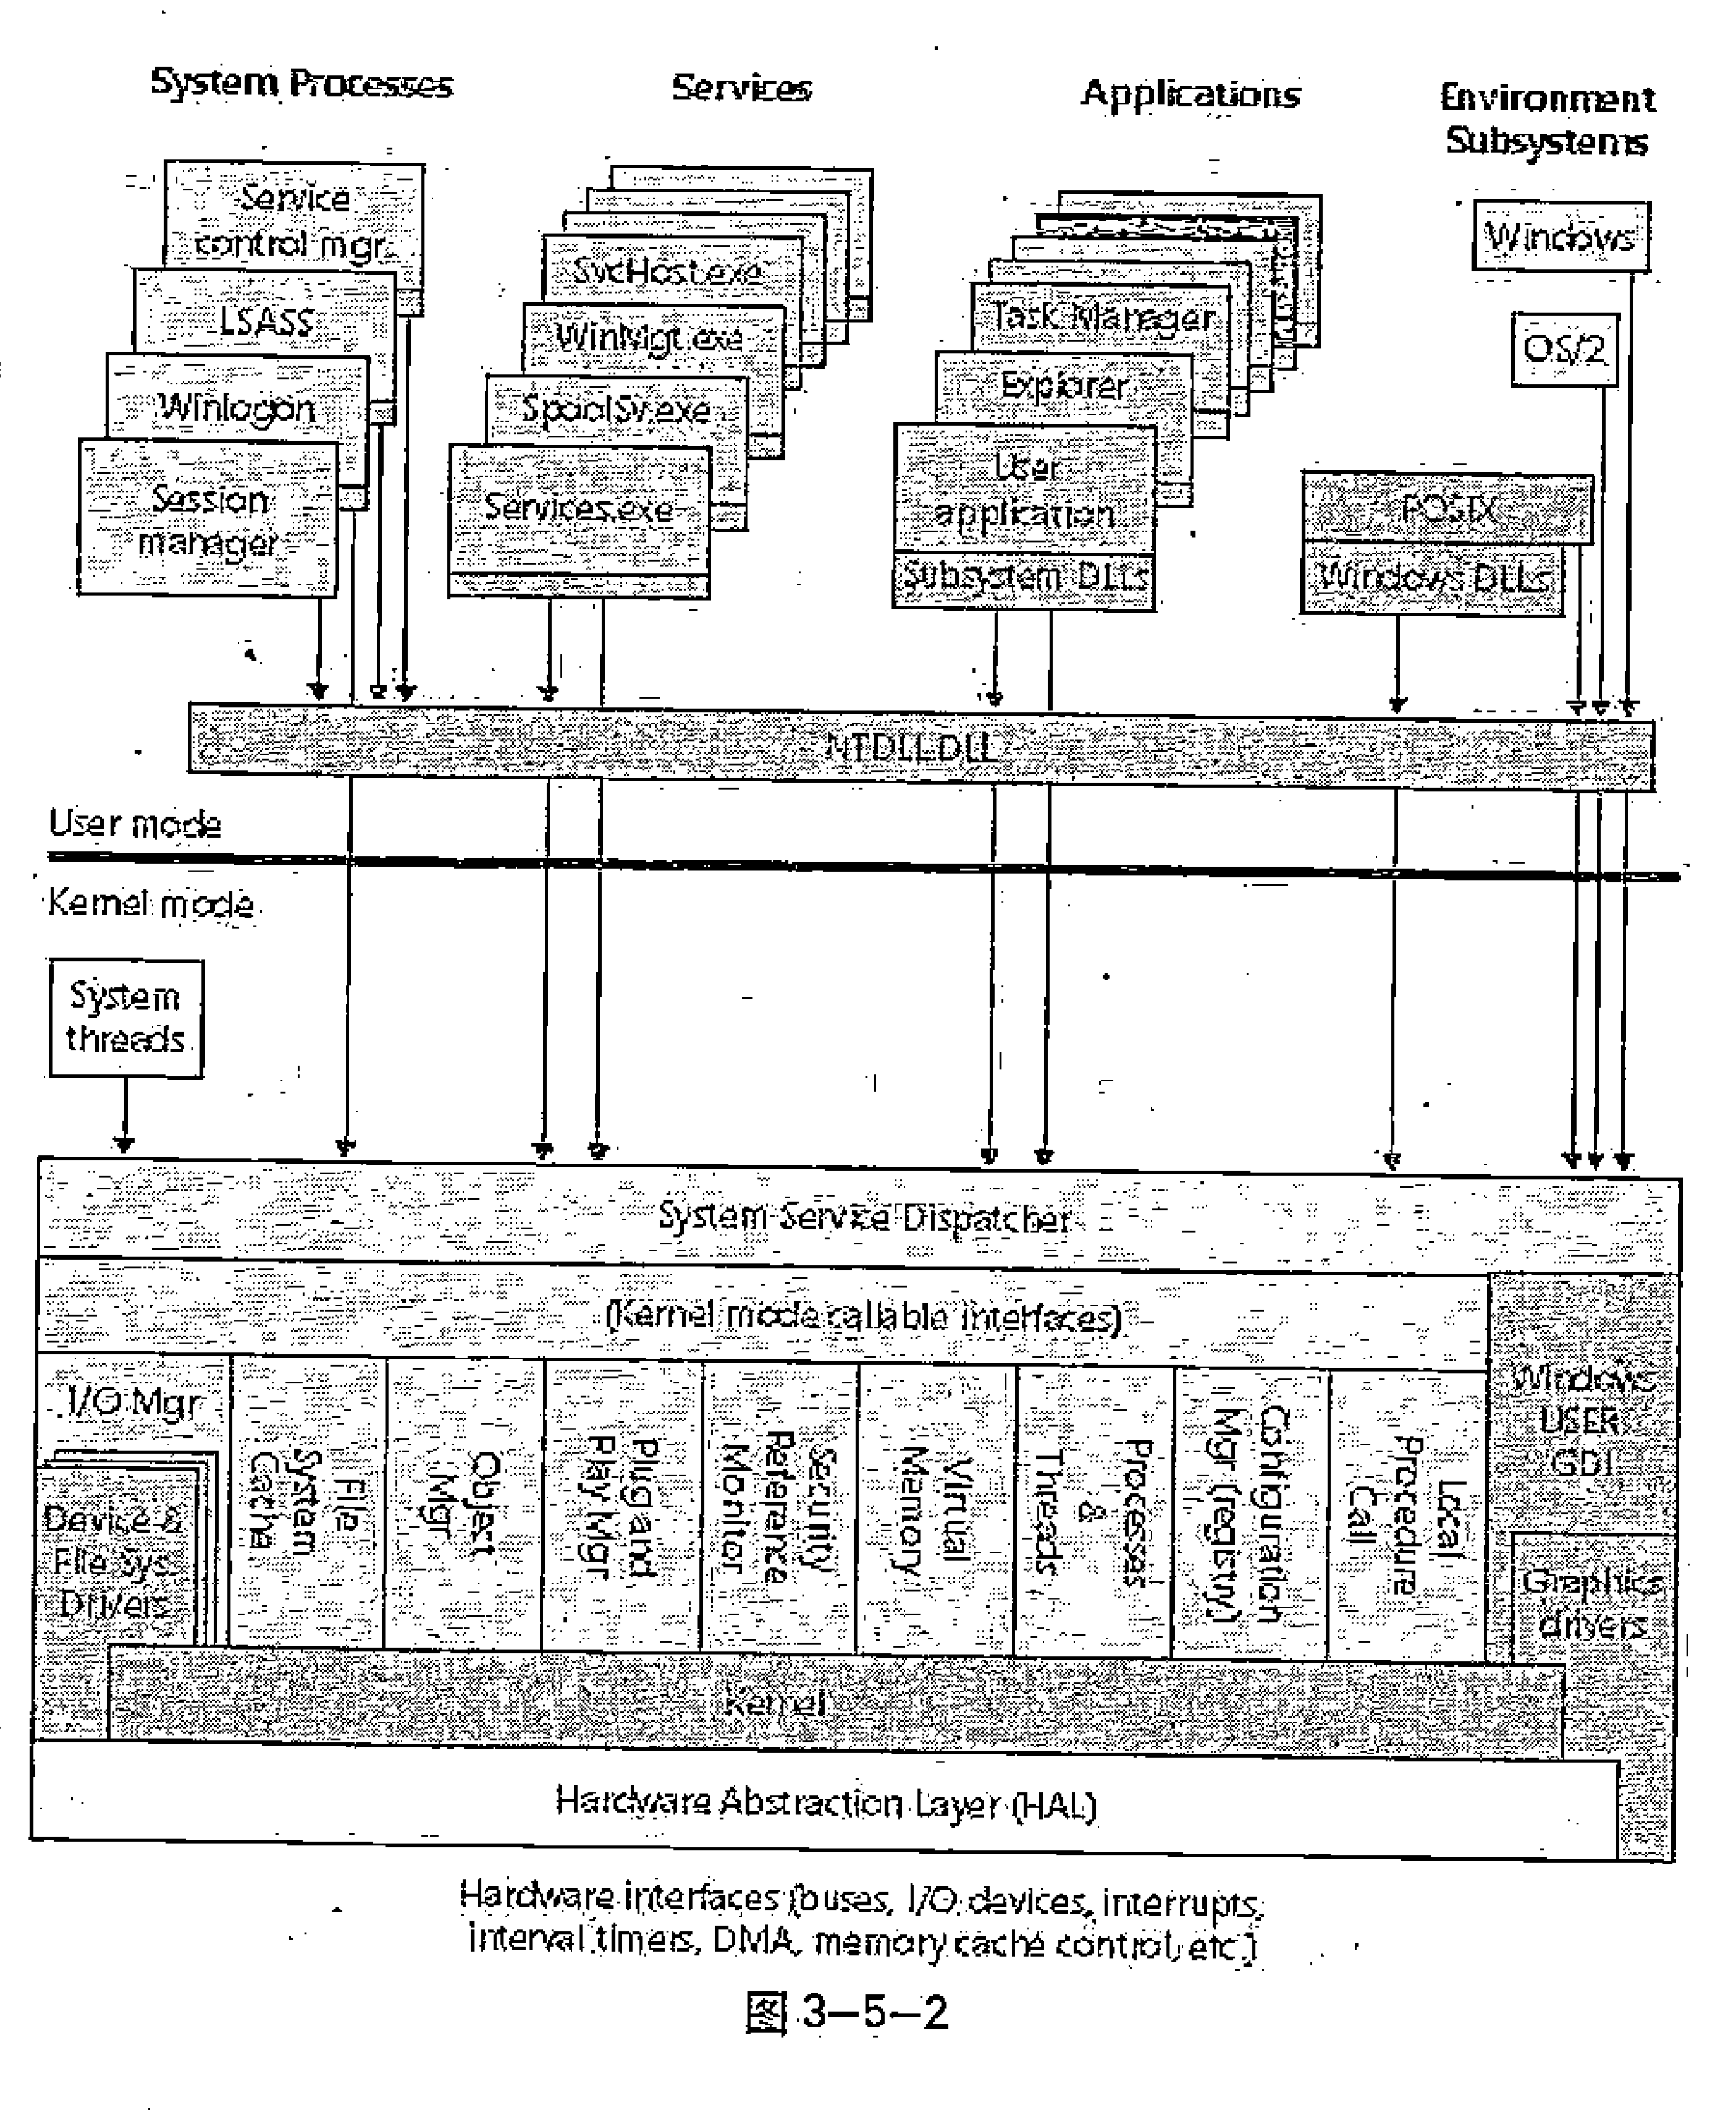 System Processes
Services
Applications
Environment
Subsystems
Service
control mgr.
LSASS
Winlogon
Session
manager
SvcHost.exe
WinMgt.exe
SpoolSv.exe
Services.exe
Task Manager
Explorer
User
application
Subsystem DLLs
Windows
OS/2
POSIX
Windows DLLs
NTDLL.DLL
User mode
Kernel mode
System
threads
System Service Dispatcher
(Kernel mode callable interfaces)
I/O Mgr
Device &
File Sys.
Drivers
File
System
Cache
Object
Mgr.
Plug and
Play Mgr.
Security
Reference
Monitor
Virtual
Memory
Processes
&
Threads
Configuration
Mgr (registry)
Local
Procedure
Call
Windows
USER,
GDI
Graphics
drivers
Kernel
Hardware Abstraction Layer (HAL)
Hardware interfaces (buses, I/O devices, interrupts,
interval timers, DMA, memory cache control, etc.)
图 3—5—2